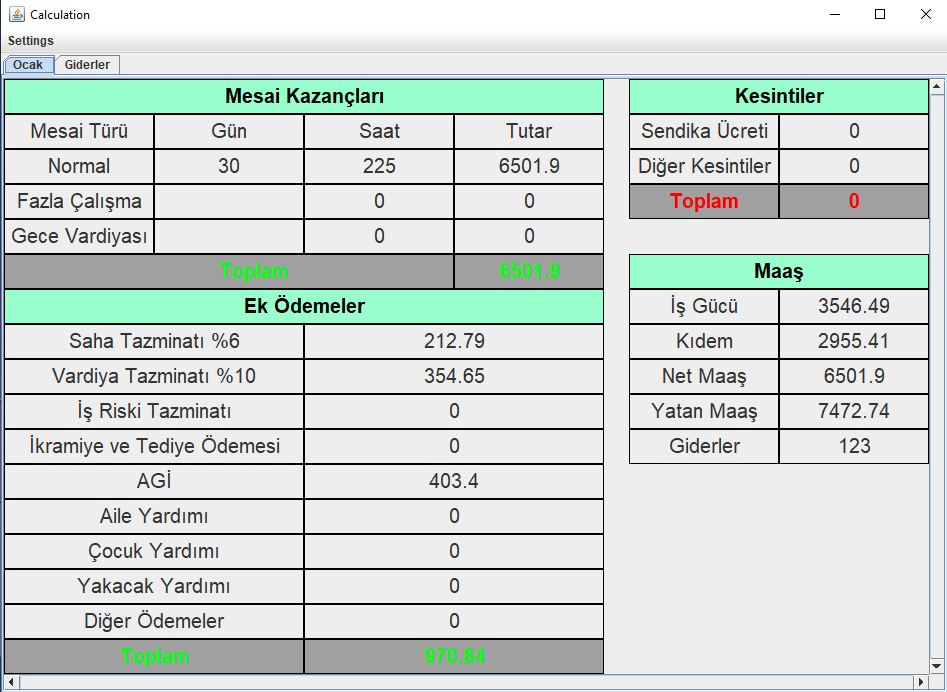 Calculation
Settings
Ocak Giderler
Mesai Kazançları
Mesai Türü Gün Saat Tutar
Normal 30 225 6501.9
Fazla Çalışma 0 0
Gece Vardiyası 0 0
Toplam 6501.9
Ek Ödemeler
Saha Tazminatı %6 212.79
Vardiya Tazminatı %10 354.65
İş Riski Tazminatı 0
İkramiye ve Tediye Ödemesi 0
AGİ 403.4
Aile Yardımı 0
Çocuk Yardımı 0
Yakacak Yardımı 0
Diğer Ödemeler 0
Toplam 970.84
Kesintiler
Sendika Ücreti 0
Diğer Kesintiler 0
Toplam 0
Maaş
İş Gücü 3546.49
Kıdem 2955.41
Net Maaş 6501.9
Yatan Maaş 7472.74
Giderler 123